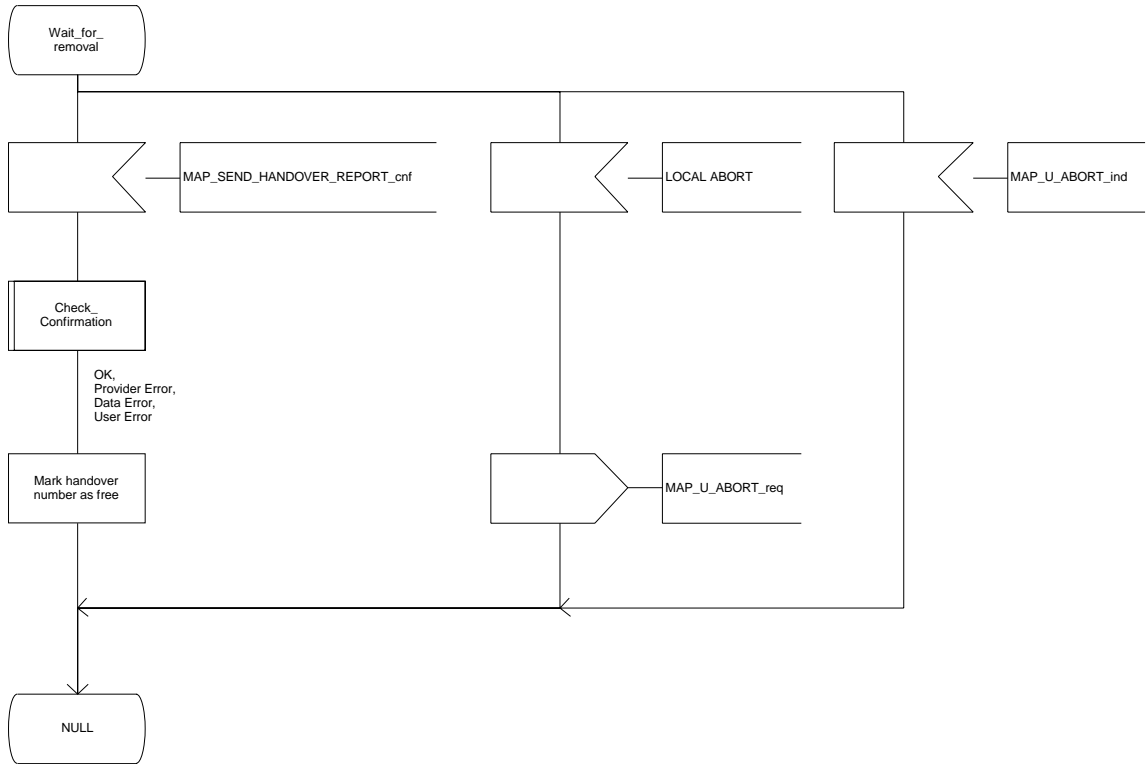 Wait_for_
removal
MAP_SEND_HANDOVER_REPORT_cnf
LOCAL ABORT
MAP_U_ABORT_ind
Check_
Confirmation
OK,
Provider Error,
Data Error,
User Error
Mark handover
number as free
MAP_U_ABORT_req
NULL